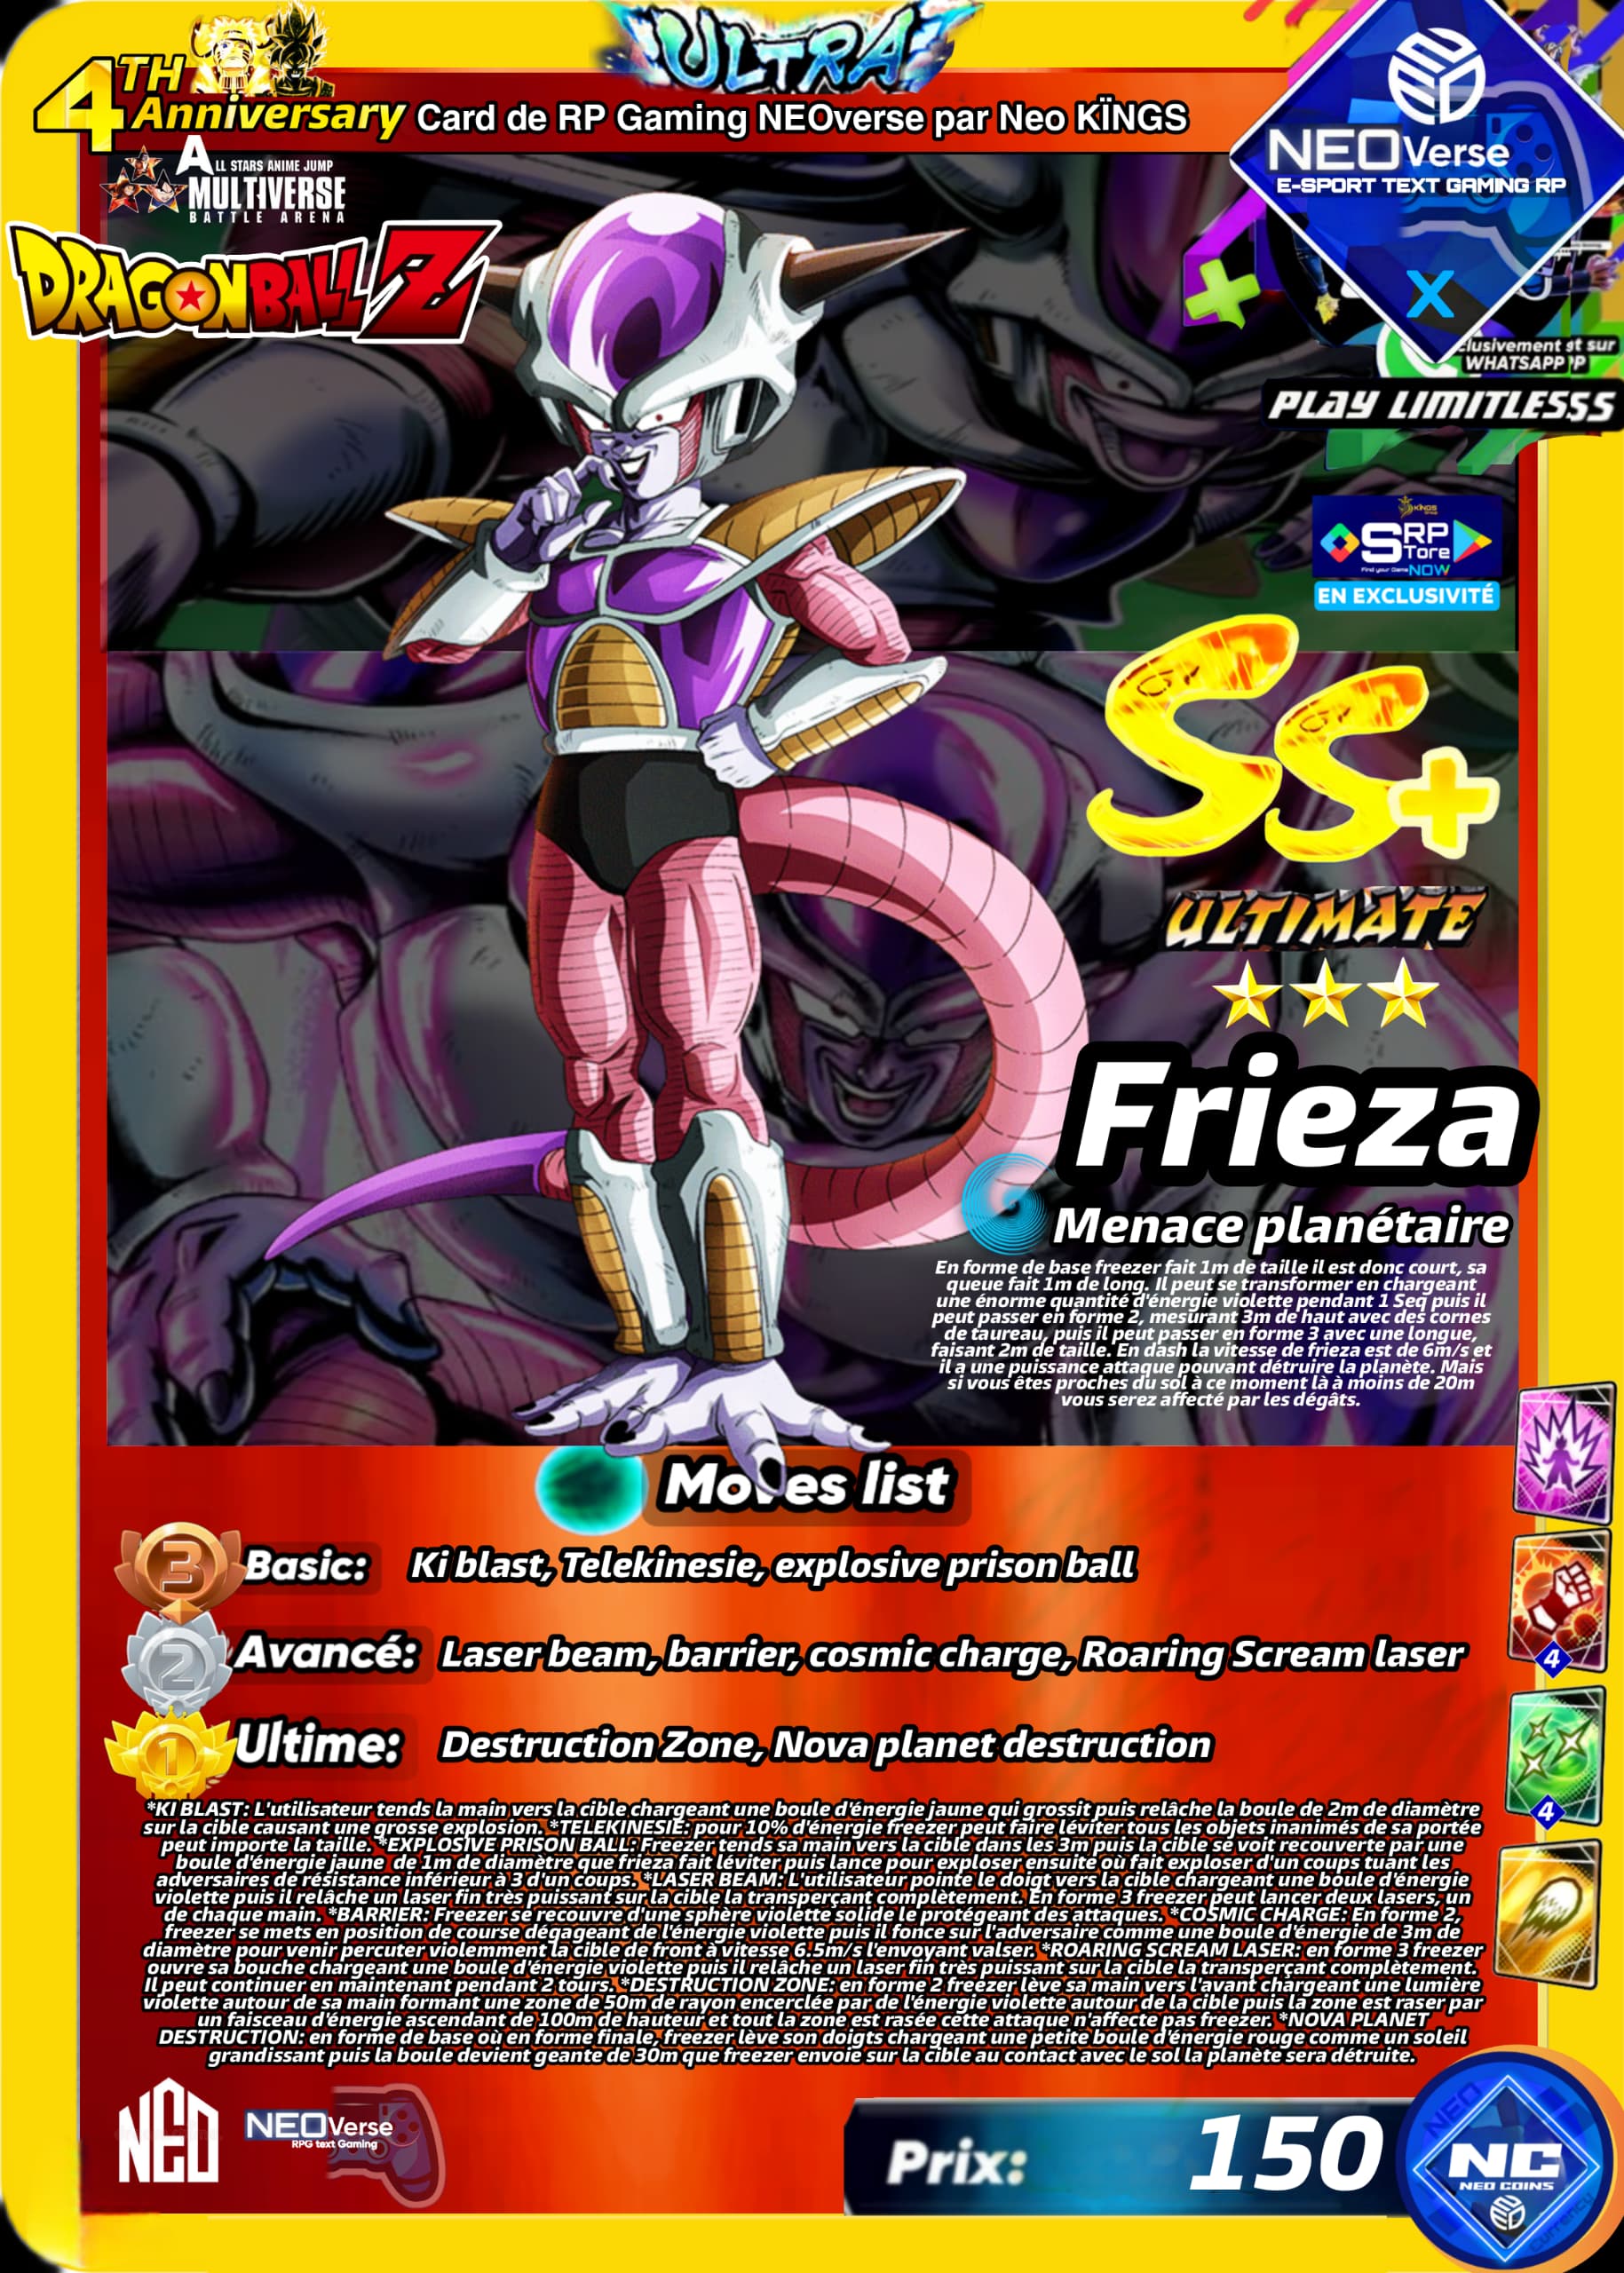 ULTRA
4TH
Anniversary Card de RP Gaming NEOverse par Neo KÏNGS
NEOVerse
E-SPORT TEXT GAMING RP
X
ALL STARS ANIME JUMP
MULTIVERSE
BATTLE ARENA
DRAGONBALL Z
WHATSAPP
PLAY LIMITLESSS
KINGS
SRP
Tore
Find your Game NOW
EN EXCLUSIVITÉ
SS+
ULTIMATE
Frieza
Menace planétaire
En forme de base freezer fait 1m de taille il est donc court, sa
queue fait 1m de long. Il peut se transformer en chargeant
une énorme quantité d'énergie violette pendant 1 Seq puis il
peut passer en forme 2, mesurant 3m de haut avec des cornes
de taureau, puis il peut passer en forme 3 avec une longue,
faisant 2m de taille. En dash la vitesse de frieza est de 6m/s et
il a une puissance attaque pouvant détruire la planète. Mais
si vous êtes proches du sol à ce moment là à moins de 20m
vous serez affecté par les dégâts.
Moves list
3 Basic: Ki blast, Telekinesie, explosive prison ball
4
2 Avancé: Laser beam, barrier, cosmic charge, Roaring Scream laser
1 Ultime: Destruction Zone, Nova planet destruction
4
*KI BLAST: L'utilisateur tends la main vers la cible chargeant une boule d'énergie jaune qui grossit puis relâche la boule de 2m de diamètre
sur la cible causant une grosse explosion. *TELEKINESIE: pour 10% d'énergie freezer peut faire léviter tous les objets inanimés de sa portée
peut importe la taille. *EXPLOSIVE PRISON BALL: Freezer tends sa main vers la cible dans les 3m puis la cible se voit recouverte par une
boule d'énergie jaune de 1m de diamètre que frieza fait léviter puis lance pour exploser ensuite où fait exploser d'un coups tuant les
adversaires de résistance inférieur à 3 d'un coups. *LASER BEAM: L'utilisateur pointe le doigt vers la cible chargeant une boule d'énergie
violette puis il relâche un laser fin très puissant sur la cible la transperçant complètement. En forme 3 freezer peut lancer deux lasers, un
de chaque main. *BARRIER: Freezer se recouvre d'une sphère violette solide le protégeant des attaques. *COSMIC CHARGE: En forme 2,
freezer se mets en position de course dégageant de l'énergie violette puis il fonce sur l'adversaire comme une boule d'énergie de 3m de
diamètre pour venir percuter violemment la cible de front à vitesse 6.5m/s l'envoyant valser. *ROARING SCREAM LASER: en forme 3 freezer
ouvre sa bouche chargeant une boule d'énergie violette puis il relâche un laser fin très puissant sur la cible la transperçant complètement.
Il peut continuer en maintenant pendant 2 tours. *DESTRUCTION ZONE: en forme 2 freezer lève sa main vers l'avant chargeant une lumière
violette autour de sa main formant une zone de 50m de rayon encerclée par de l'énergie violette autour de la cible puis la zone est raser par
un faisceau d'énergie ascendant de 100m de hauteur et tout la zone est rasée cette attaque n'affecte pas freezer. *NOVA PLANET
DESTRUCTION: en forme de base où en forme finale, freezer lève son doigts chargeant une petite boule d'énergie rouge comme un soleil
grandissant puis la boule devient geante de 30m que freezer envoie sur la cible au contact avec le sol la planète sera détruite.
NEO
NEOVerse
RPG text Gaming
Prix: 150
NEO
NC
NEO COINS
currency